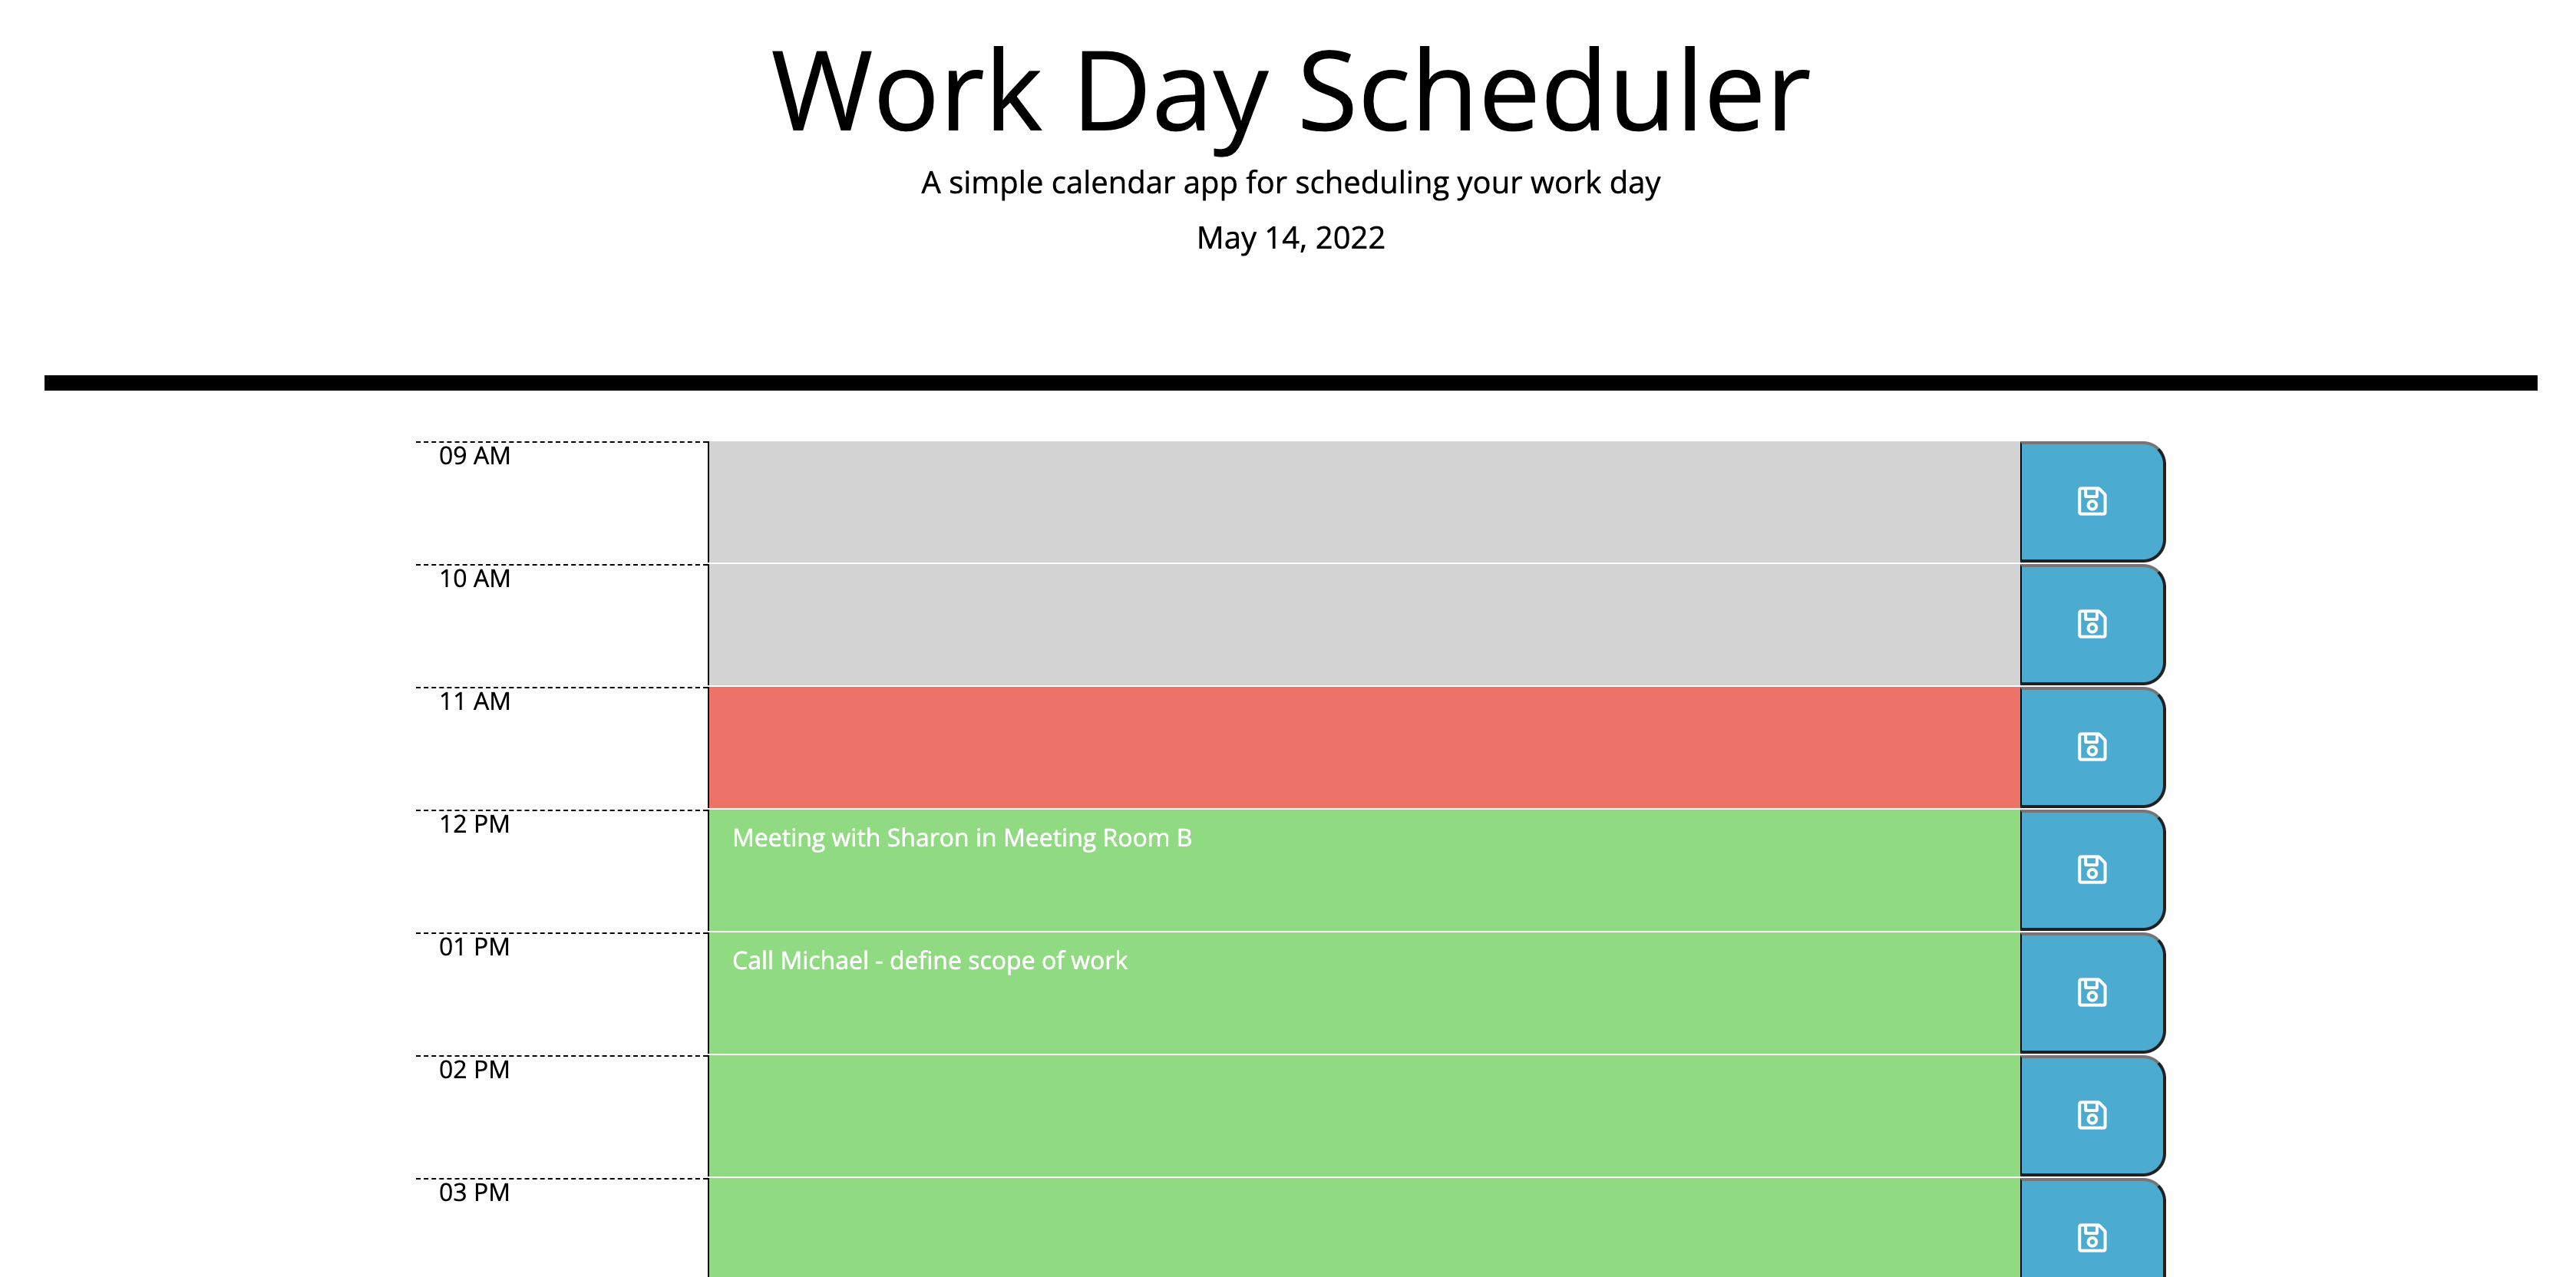 Work Day Scheduler
A simple calendar app for scheduling your work day
May 14, 2022
09 AM
10 AM
11 AM
12 PM
Meeting with Sharon in Meeting Room B
01 PM
Call Michael - define scope of work
02 PM
03 PM